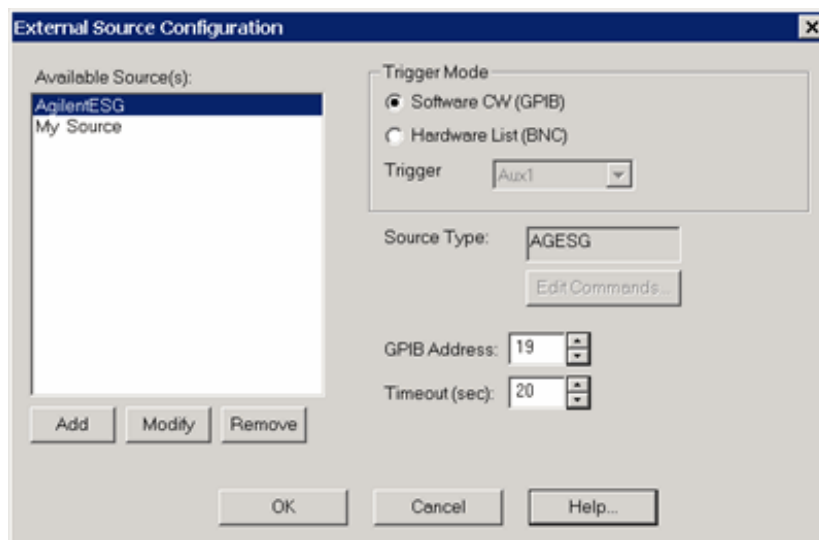 External Source Configuration
Available Source(s):
AgilentESG
My Source
Add
Modify
Remove
Trigger Mode
Software CW (GPIB)
Hardware List (BNC)
Trigger
Aux1
Source Type:
AGESG
Edit Commands...
GPIB Address:
19
Timeout (sec):
20
OK
Cancel
Help...